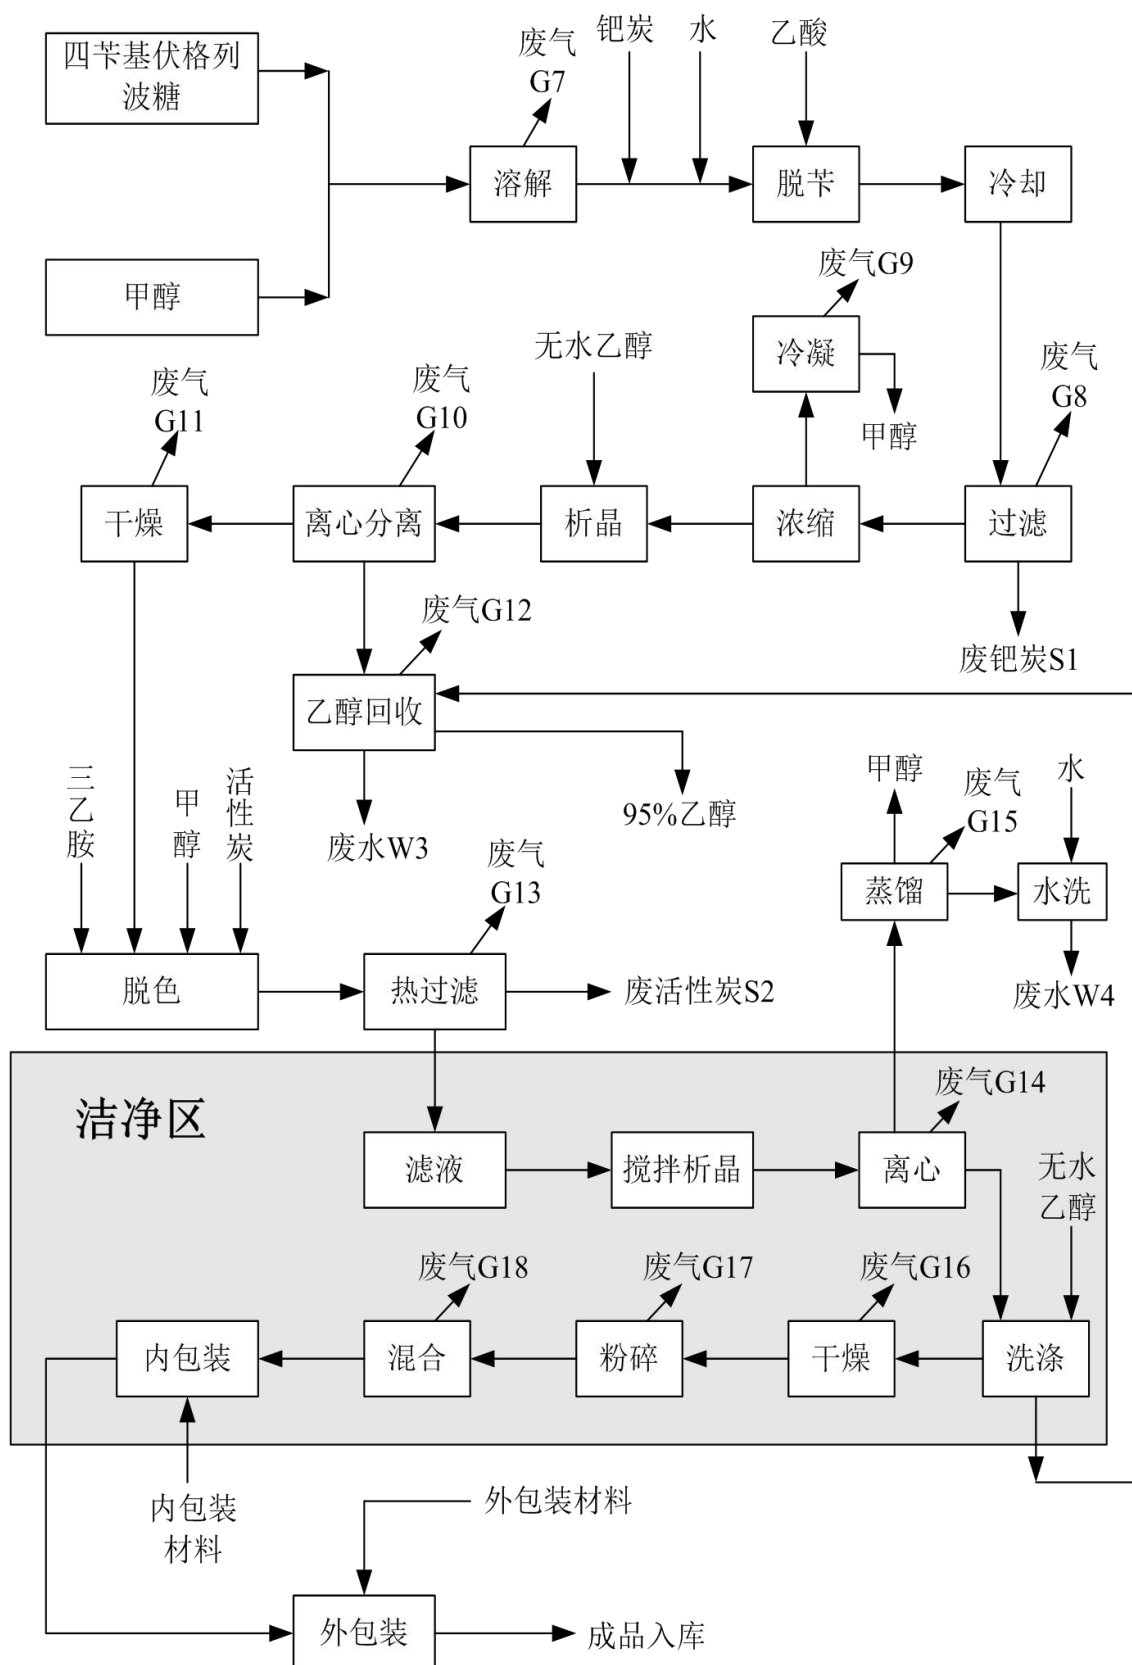 四苄基伏格列
波糖
废气
G7
钯炭
水
乙酸
溶解
脱苄
冷却
甲醇
废气G9
无水乙醇
冷凝
废气
G8
废气
G11
废气
G10
甲醇
干燥
离心分离
析晶
浓缩
过滤
废气G12
废钯炭S1
乙醇回收
三乙胺
甲醇
活性炭
95%乙醇
废水W3
甲醇
废气
G15
水
废气
G13
蒸馏
水洗
脱色
热过滤
废活性炭S2
废水W4
洁净区
废气G14
滤液
搅拌析晶
离心
无水
乙醇
废气G18
废气G17
废气G16
内包装
混合
粉碎
干燥
洗涤
内包装
材料
外包装材料
外包装
成品入库